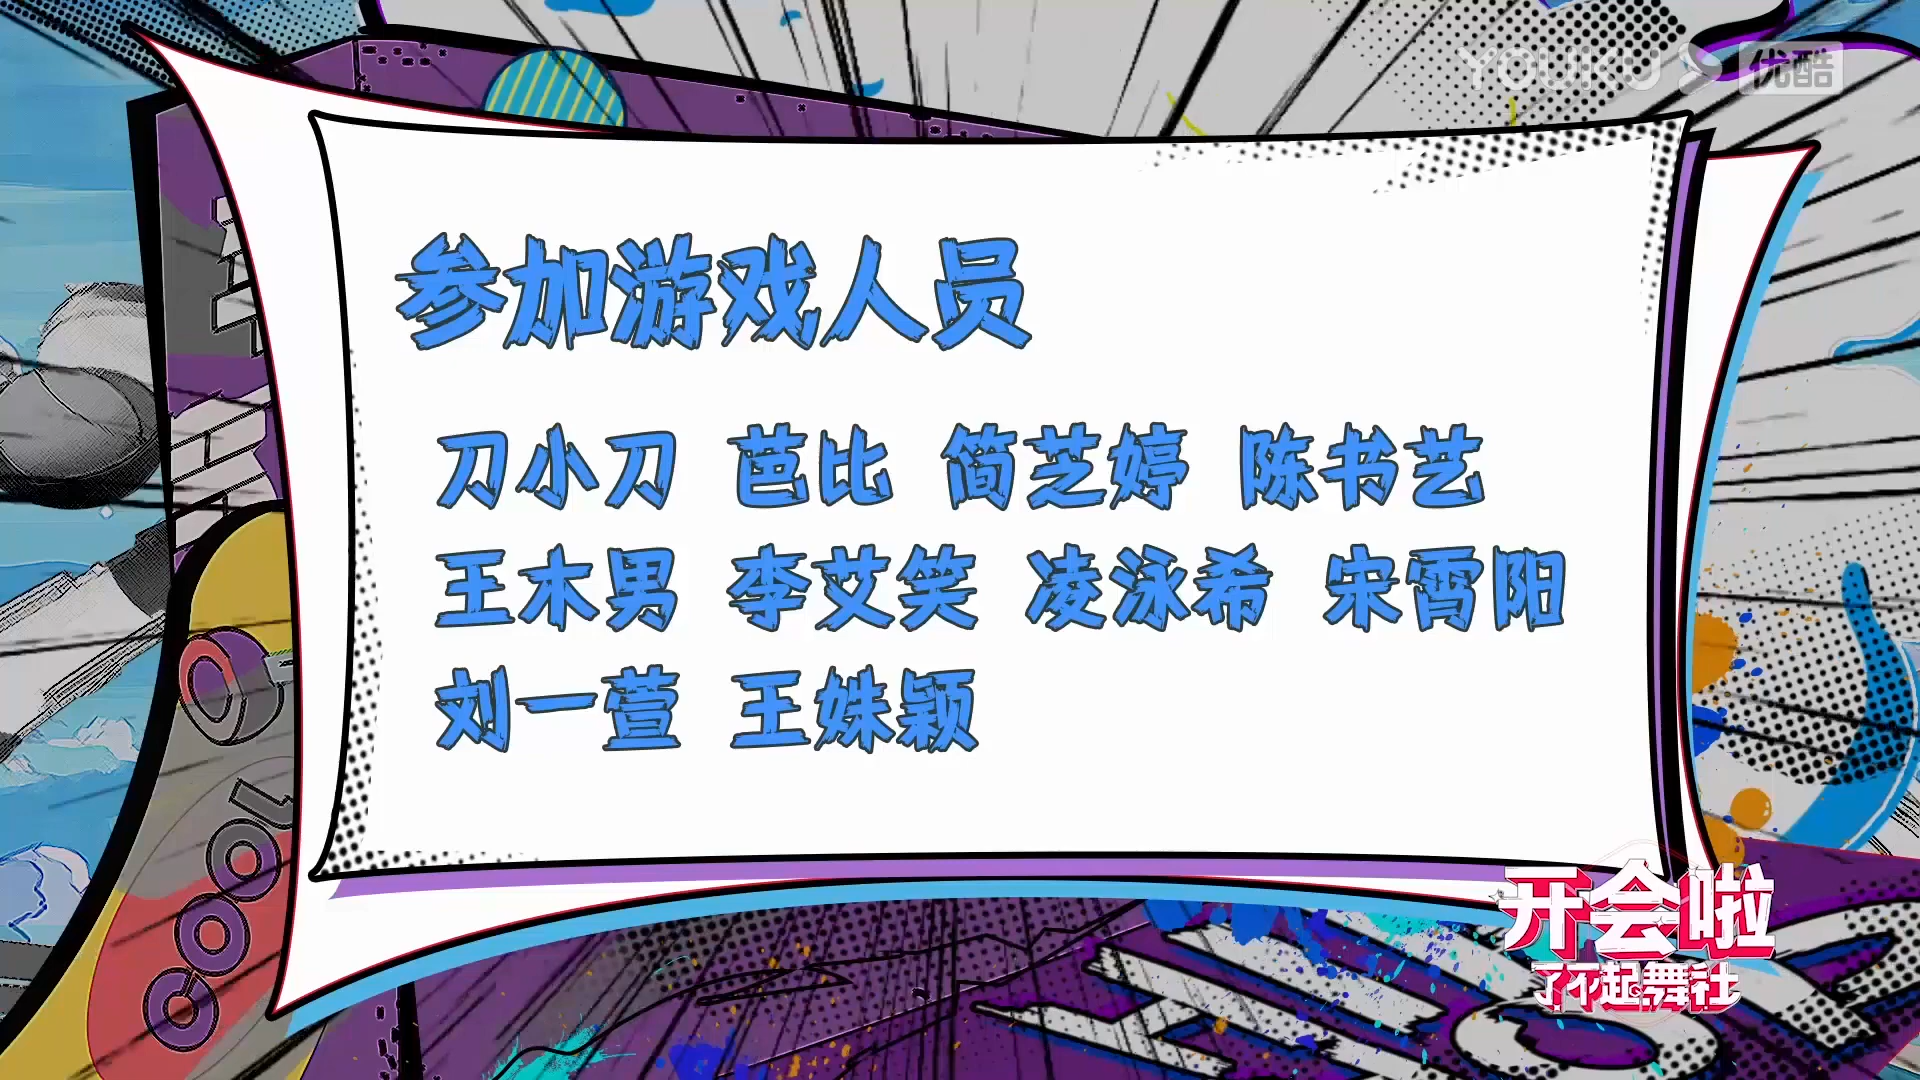 YOUKU 优酷
参加游戏人员
刀小刀 芭比 简芝婷 陈书艺
王木男 李艾笑 凌泳希 宋霄阳
刘一萱 王姝颖
COOL
开会啦
了不起舞社